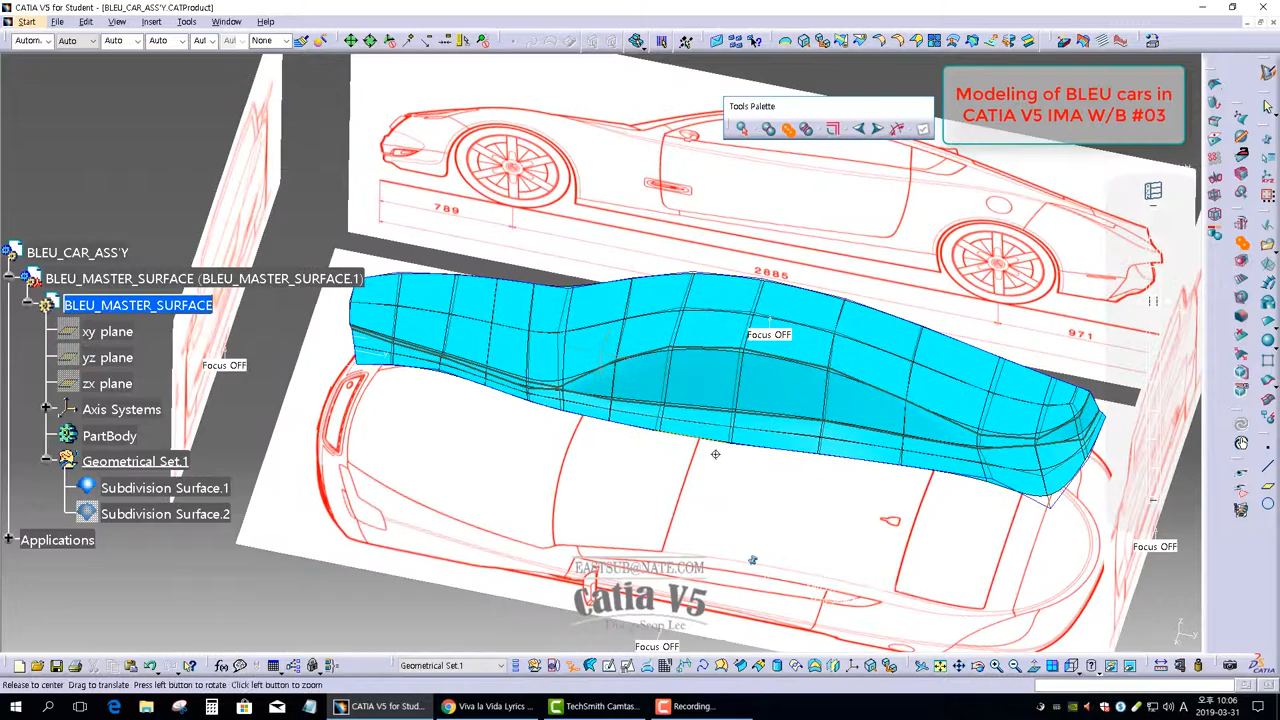 CATIA V5 for Student - [BLEU_CAR_ASS'Y.CATProduct]
Start File Edit View Insert Tools Window Help
Autom. Auto Auto Auto Aut Aut None
Modeling of BLEU cars in
CATIA V5 IMA W/B #03
Tools Palette
789
2885
971
BLEU_CAR_ASS'Y
BLEU_MASTER_SURFACE (BLEU_MASTER_SURFACE.1)
BLEU_MASTER_SURFACE
xy plane
yz plane
zx plane
Axis Systems
PartBody
Geometrical Set.1
Subdivision Surface.1
Subdivision Surface.2
Applications
Focus OFF
Focus OFF
Focus OFF
Focus OFF
EASTSUB@NATE.COM
Catia V5
Geometrical Set.1
Release to center Drag to translate Press left button to rotate Click left button to zoom
CATIA V5 for Stud...
Viva la Vida Lyrics ...
TechSmith Camtas...
Recording...
A
오후 10:06
2019-03-31